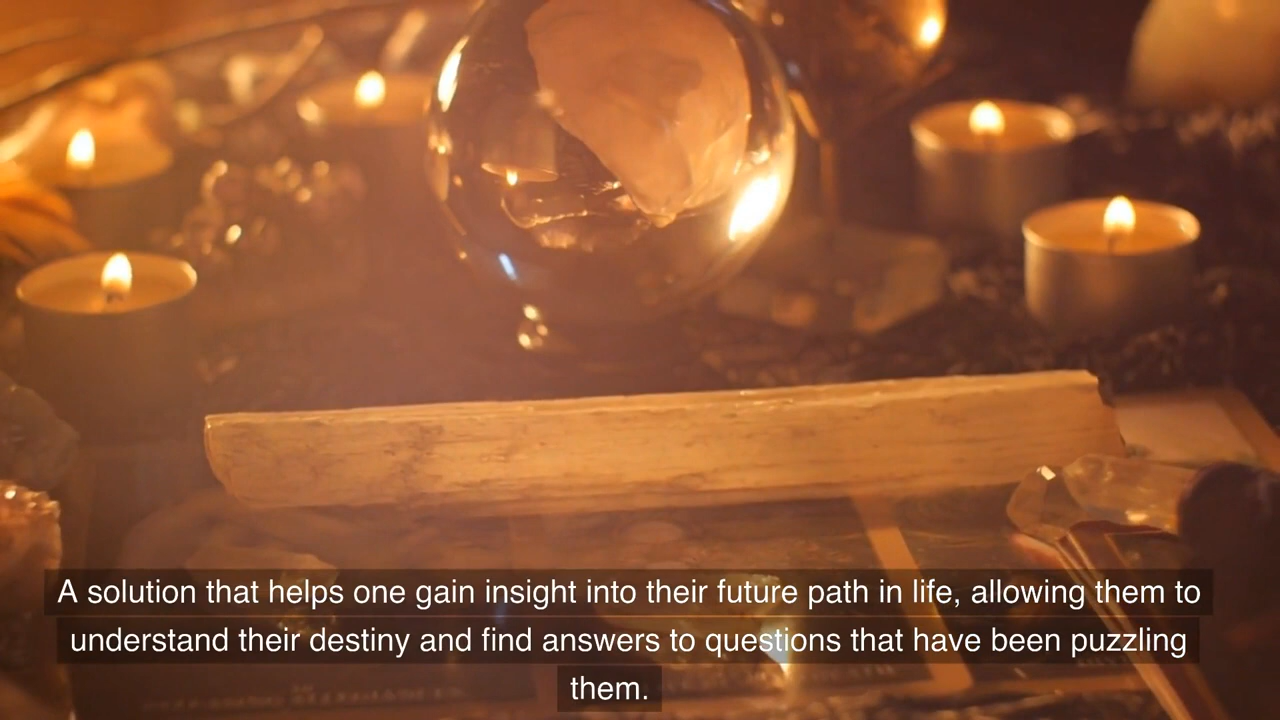 A solution that helps one gain insight into their future path in life, allowing them to
understand their destiny and find answers to questions that have been puzzling
them.